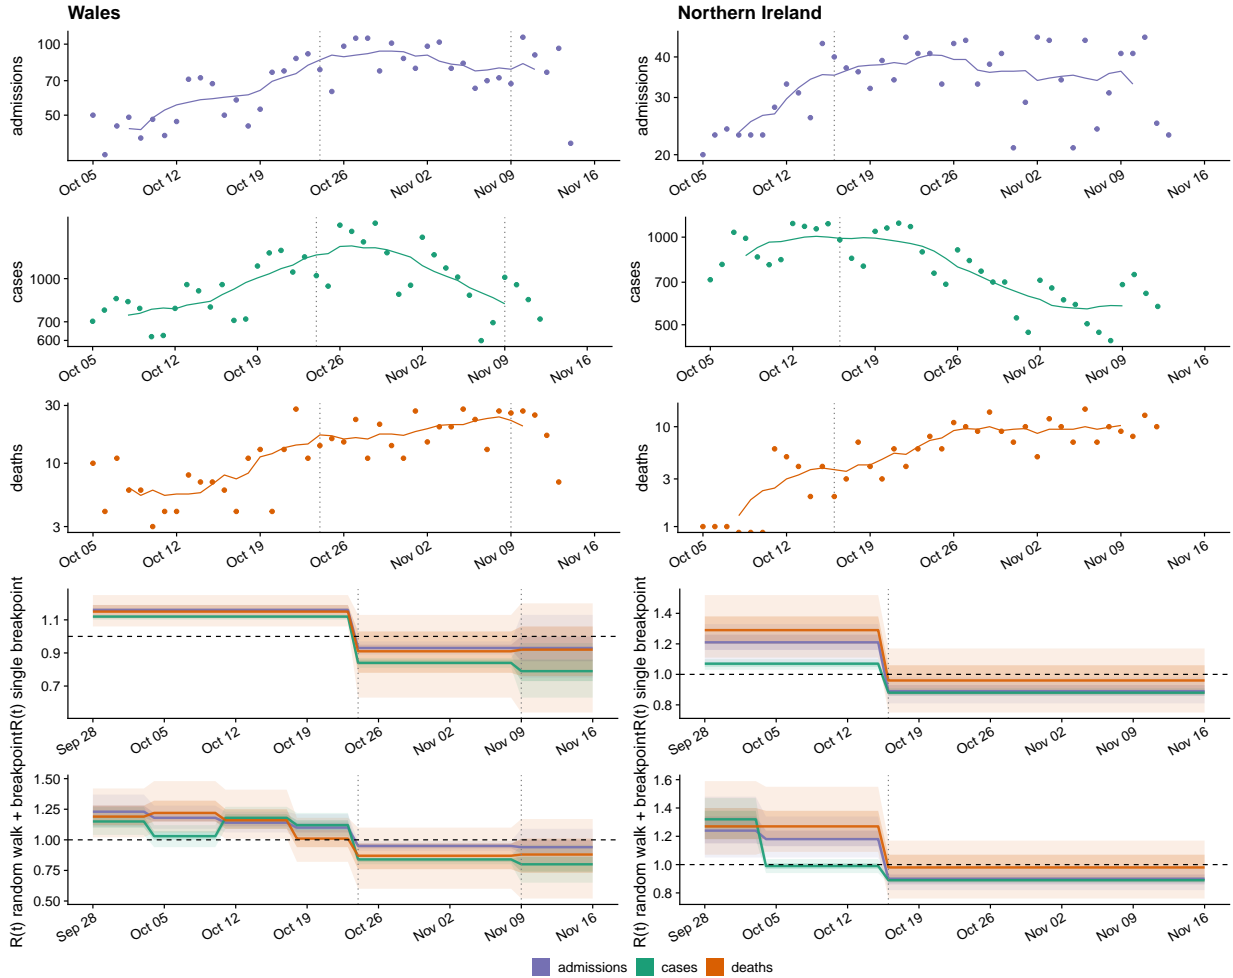 Wales
Northern Ireland
admissions
100
70
50
Oct 05
Oct 12
Oct 19
Oct 26
Nov 02
Nov 09
Nov 16
admissions
40
30
20
Oct 05
Oct 12
Oct 19
Oct 26
Nov 02
Nov 09
Nov 16
cases
1000
700
600
Oct 05
Oct 12
Oct 19
Oct 26
Nov 02
Nov 09
Nov 16
cases
1000
700
500
Oct 05
Oct 12
Oct 19
Oct 26
Nov 02
Nov 09
Nov 16
deaths
30
10
3
Oct 05
Oct 12
Oct 19
Oct 26
Nov 02
Nov 09
Nov 16
deaths
10
3
1
Oct 05
Oct 12
Oct 19
Oct 26
Nov 02
Nov 09
Nov 16
R(t) single breakpoint
1.1
0.9
0.7
Sep 28
Oct 05
Oct 12
Oct 19
Oct 26
Nov 02
Nov 09
Nov 16
R(t) single breakpoint
1.4
1.2
1.0
0.8
Sep 28
Oct 05
Oct 12
Oct 19
Oct 26
Nov 02
Nov 09
Nov 16
R(t) random walk + breakpoint
1.50
1.25
1.00
0.75
0.50
Sep 28
Oct 05
Oct 12
Oct 19
Oct 26
Nov 02
Nov 09
Nov 16
R(t) random walk + breakpoint
1.6
1.4
1.2
1.0
0.8
Sep 28
Oct 05
Oct 12
Oct 19
Oct 26
Nov 02
Nov 09
Nov 16
admissions
cases
deaths